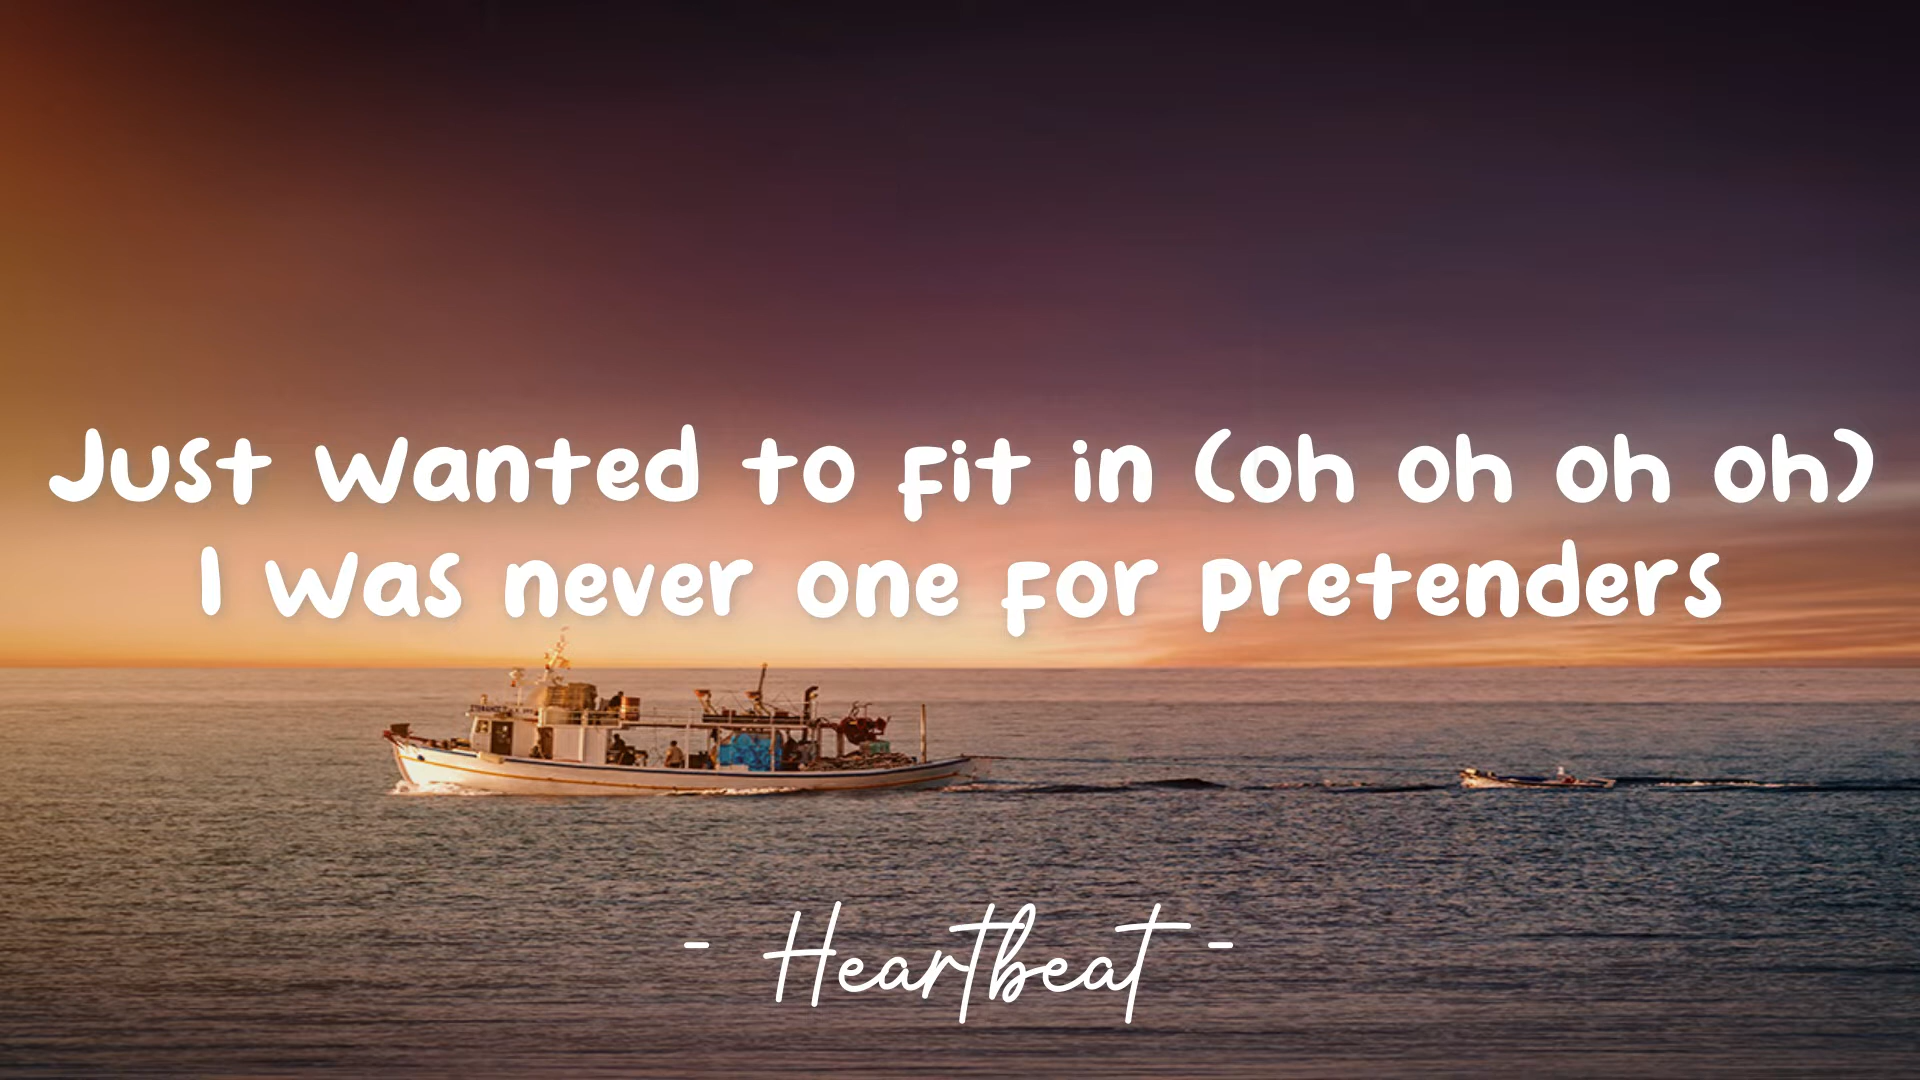 Just wanted to fit in (oh oh oh oh)
I was never one for pretenders
- Heartbeat -